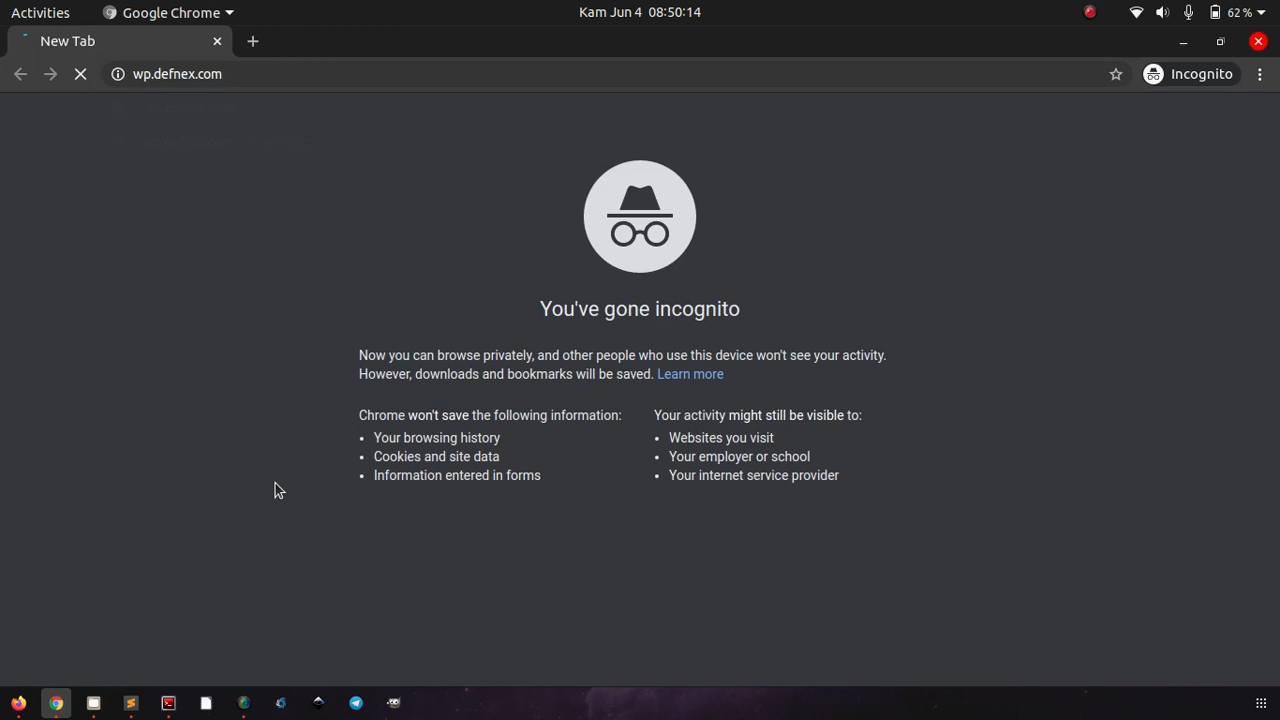 Activities
Google Chrome
Kam Jun 4 08:50:14
62 %
New Tab
wp.defnex.com
Incognito
You've gone incognito
Now you can browse privately, and other people who use this device won't see your activity.
However, downloads and bookmarks will be saved. Learn more
Chrome won't save the following information:
Your browsing history
Cookies and site data
Information entered in forms
Your activity might still be visible to:
Websites you visit
Your employer or school
Your internet service provider